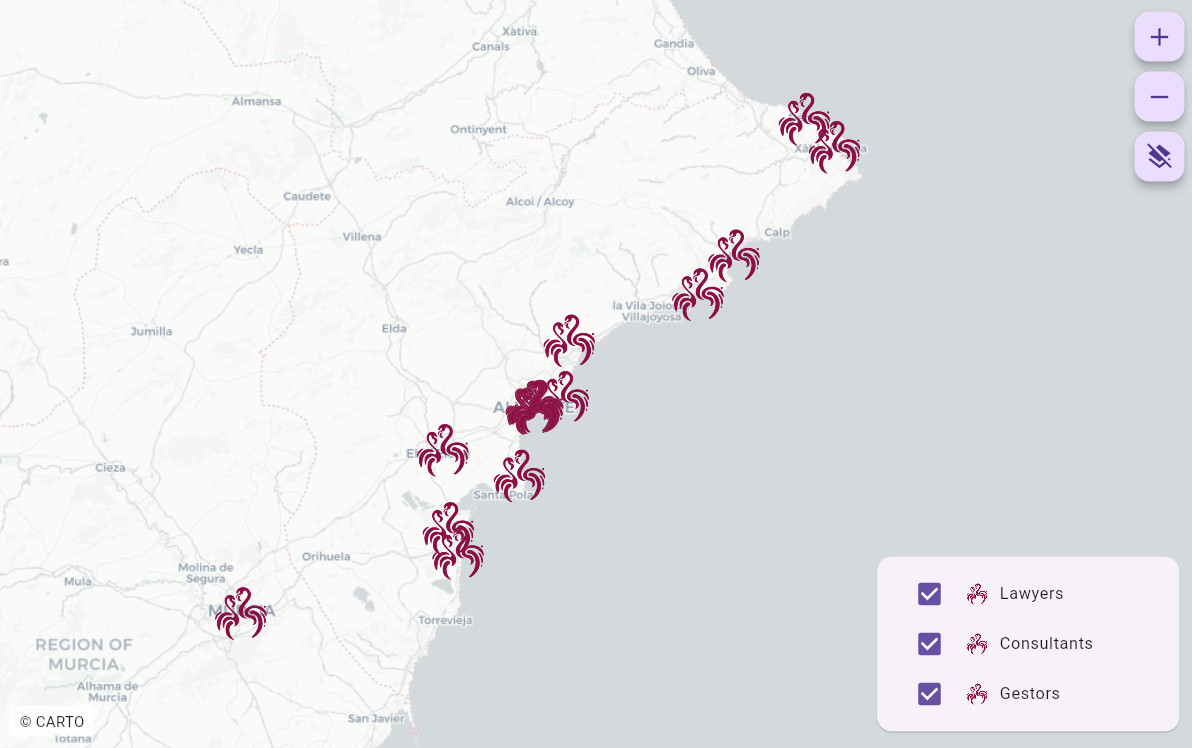 Xàtiva
Canals
Gandia
Oliva
Almansa
Ontinyent
Caudete
Alcoi / Alcoy
Villena
Yecla
Calp
la Vila Joio
Villajoyosa
Jumilla
Elda
Cieza
Santa Pola
Orihuela
Molina de
Segura
Mula
Torrevieja
REGION OF
MURCIA
Alhama de
Murcia
San Javier
Totana
© CARTO
Lawyers
Consultants
Gestors